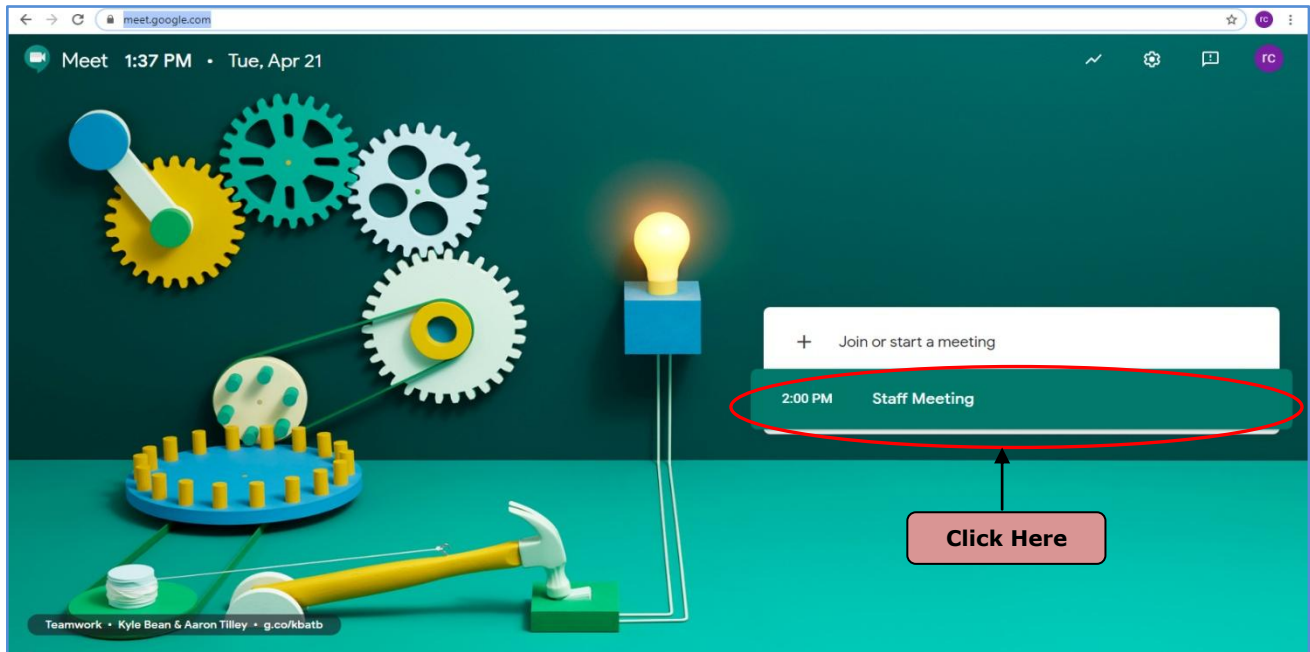 meet.google.com
rc
Meet 1:37 PM • Tue, Apr 21
rc
+ Join or start a meeting
2:00 PM Staff Meeting
Click Here
Teamwork • Kyle Bean & Aaron Tilley • g.co/kbatb